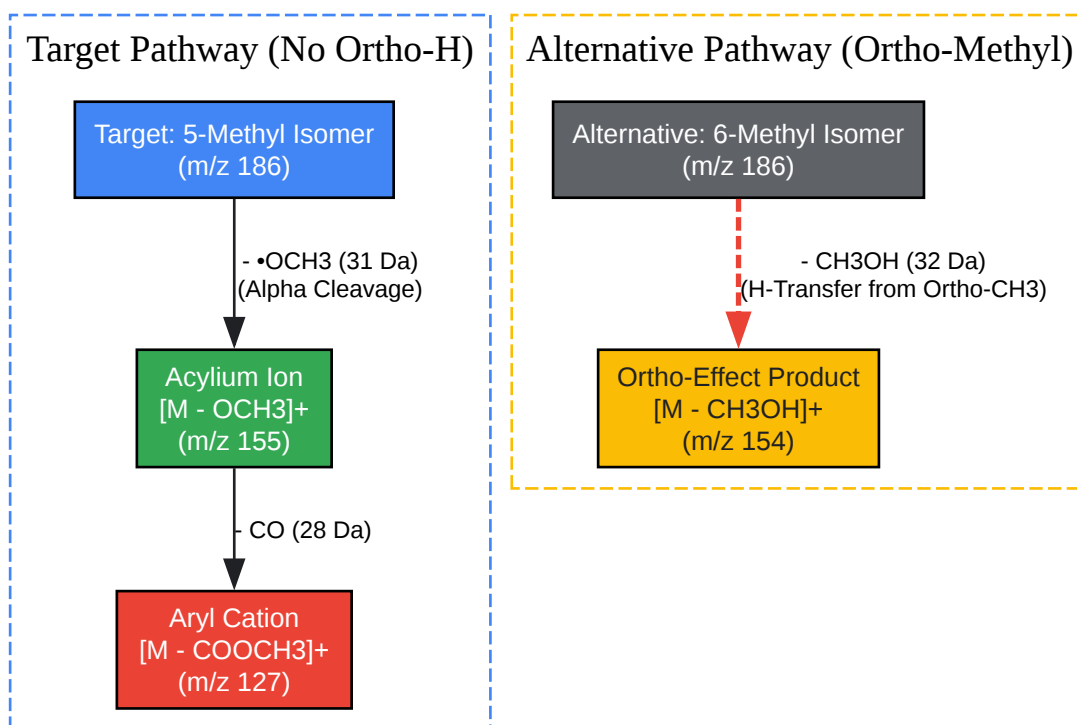 Target Pathway (No Ortho-H)
Target: 5-Methyl Isomer
(m/z 186)
- •OCH3 (31 Da)
(Alpha Cleavage)
Acylium Ion
[M - OCH3]+
(m/z 155)
- CO (28 Da)
Aryl Cation
[M - COOCH3]+
(m/z 127)
Alternative Pathway (Ortho-Methyl)
Alternative: 6-Methyl Isomer
(m/z 186)
- CH3OH (32 Da)
(H-Transfer from Ortho-CH3)
Ortho-Effect Product
[M - CH3OH]+
(m/z 154)